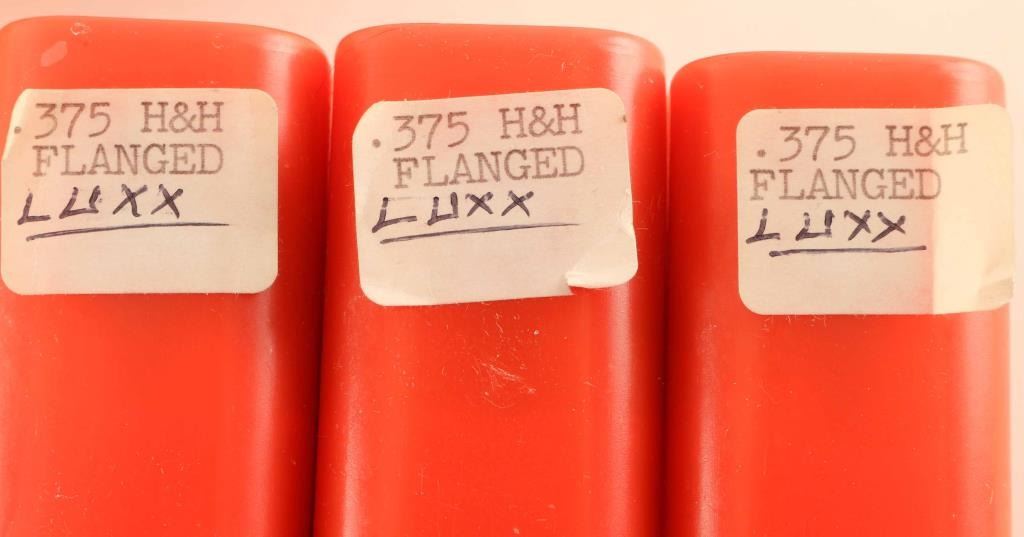 .375 H&H
FLANGED
LUXX
.375 H&H
FLANGED
LUXX
.375 H&H
FLANGED
LUXX